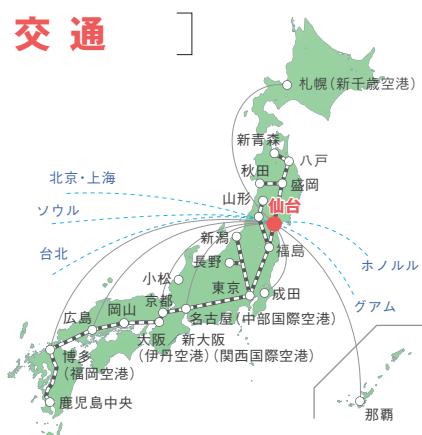 交通
札幌(新千歳空港)
新青森
八戸
秋田
盛岡
北京・上海
山形
仙台
ソウル
新潟
福島
台北
長野
ホノルル
小松
東京
成田
京都
グアム
岡山
広島
名古屋(中部国際空港)
大阪 新大阪
(伊丹空港)(関西国際空港)
博多
(福岡空港)
鹿児島中央
那覇